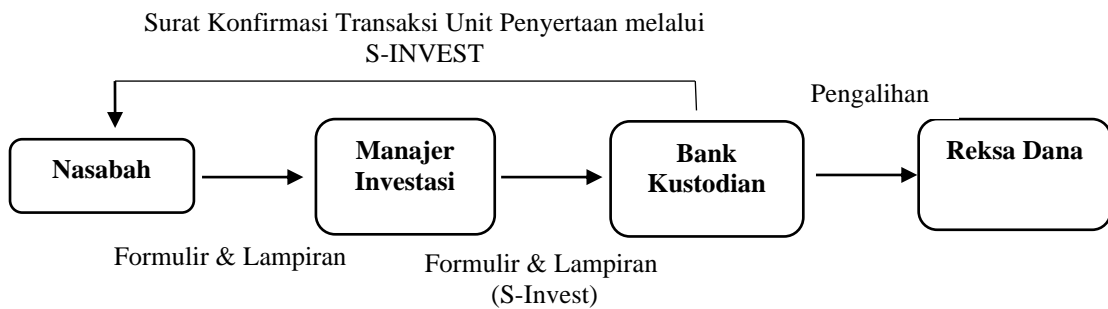 Surat Konfirmasi Transaksi Unit Penyertaan melalui
S-INVEST
Pengalihan
Nasabah
Manajer
Investasi
Bank
Kustodian
Reksa Dana
Formulir & Lampiran
Formulir & Lampiran
(S-Invest)